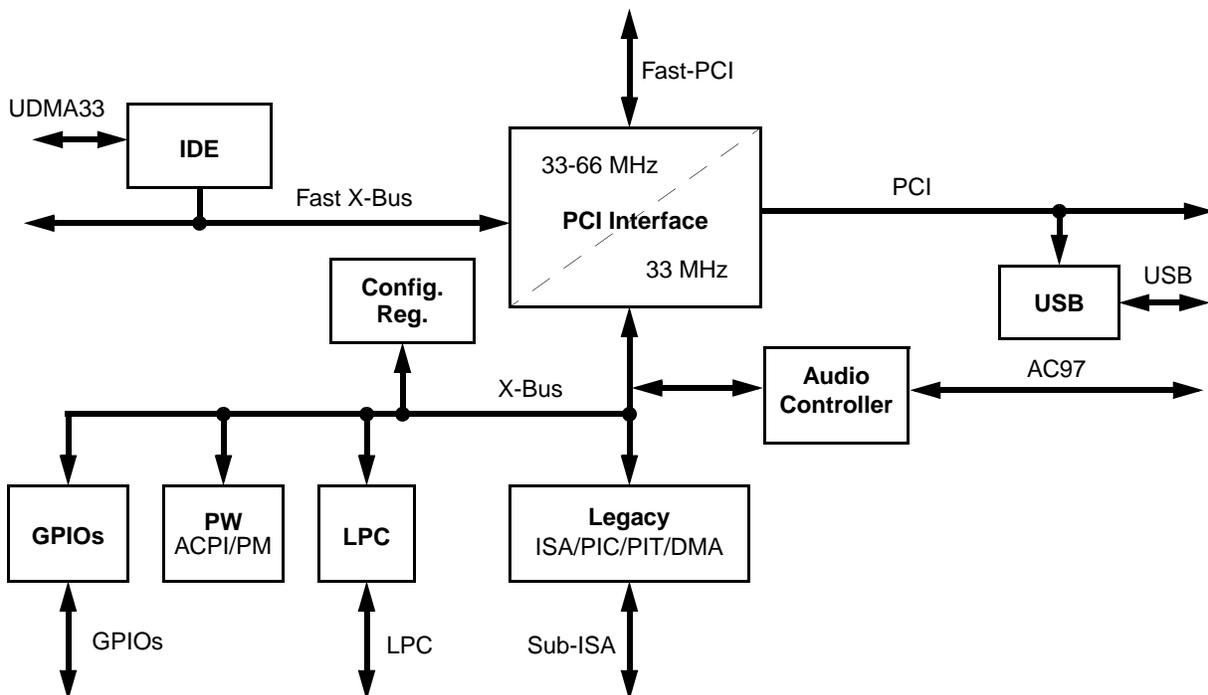 Fast-PCI
UDMA33
IDE
33-66 MHz
PCI Interface
33 MHz
Fast X-Bus
PCI
Config.
Reg.
USB
USB
X-Bus
Audio
Controller
AC97
GPIOs
PW
ACPI/PM
LPC
Legacy
ISA/PIC/PIT/DMA
GPIOs
LPC
Sub-ISA